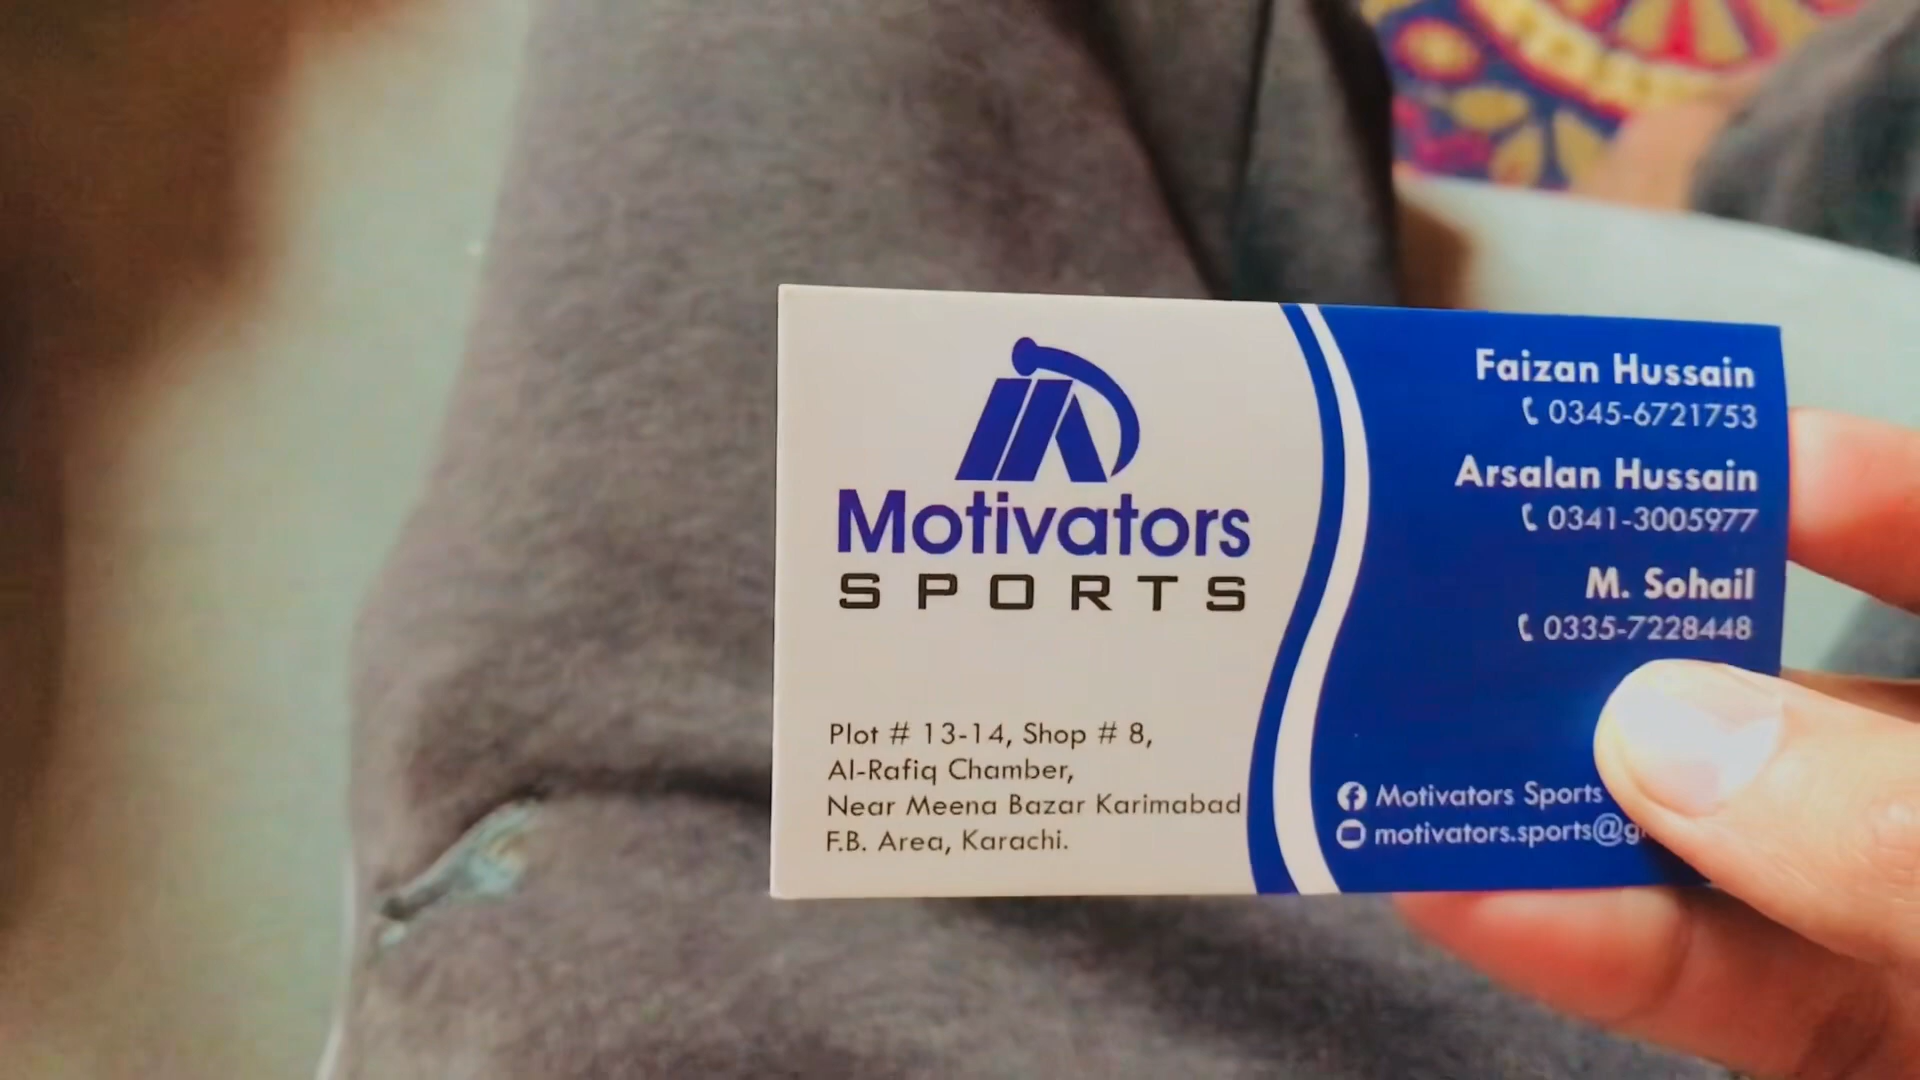 Motivators
SPORTS
Plot # 13-14, Shop # 8,
Al-Rafiq Chamber,
Near Meena Bazar Karimabad
F.B. Area, Karachi.
Faizan Hussain
0345-6721753
Arsalan Hussain
0341-3005977
M. Sohail
0335-7228448
Motivators Sports
motivators.sports@g